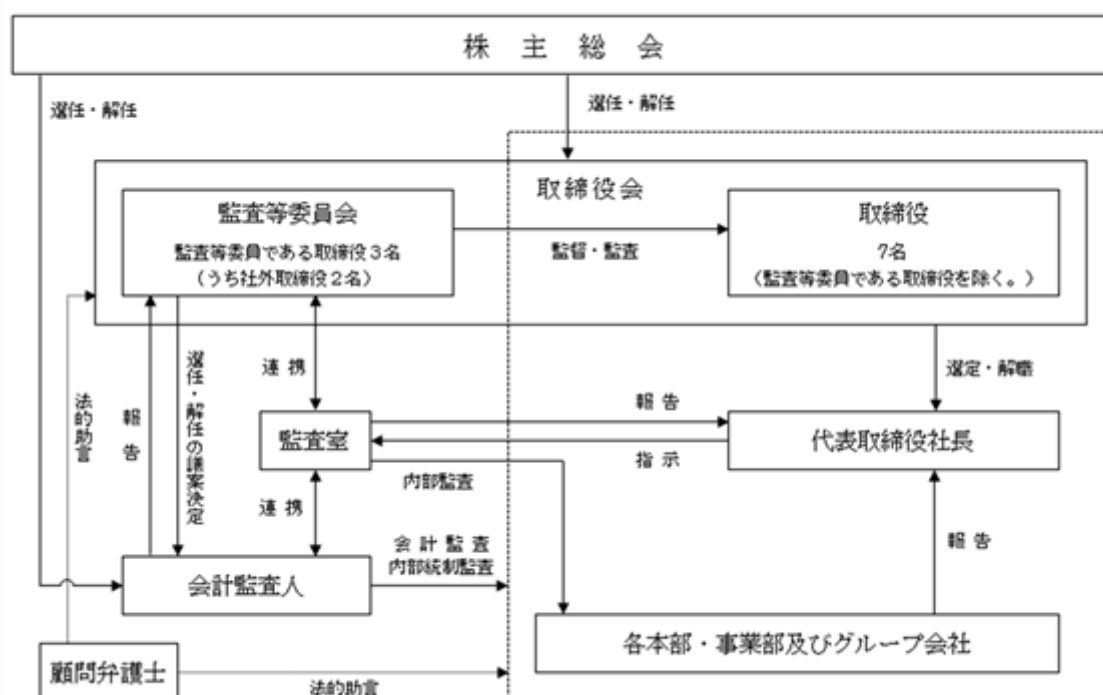 株主総会
選任・解任
選任・解任
取締役会
監査等委員会
監査等委員である取締役3名
（うち社外取締役2名）
監督・監査
取締役
7名
（監査等委員である取締役を除く。）
法的助言
報告
選任・解任の議案決定
連携
選定・解職
監査室
報告
指示
代表取締役社長
内部監査
連携
会計監査
内部統制監査
報告
会計監査人
各本部・事業部及びグループ会社
顧問弁護士
法的助言